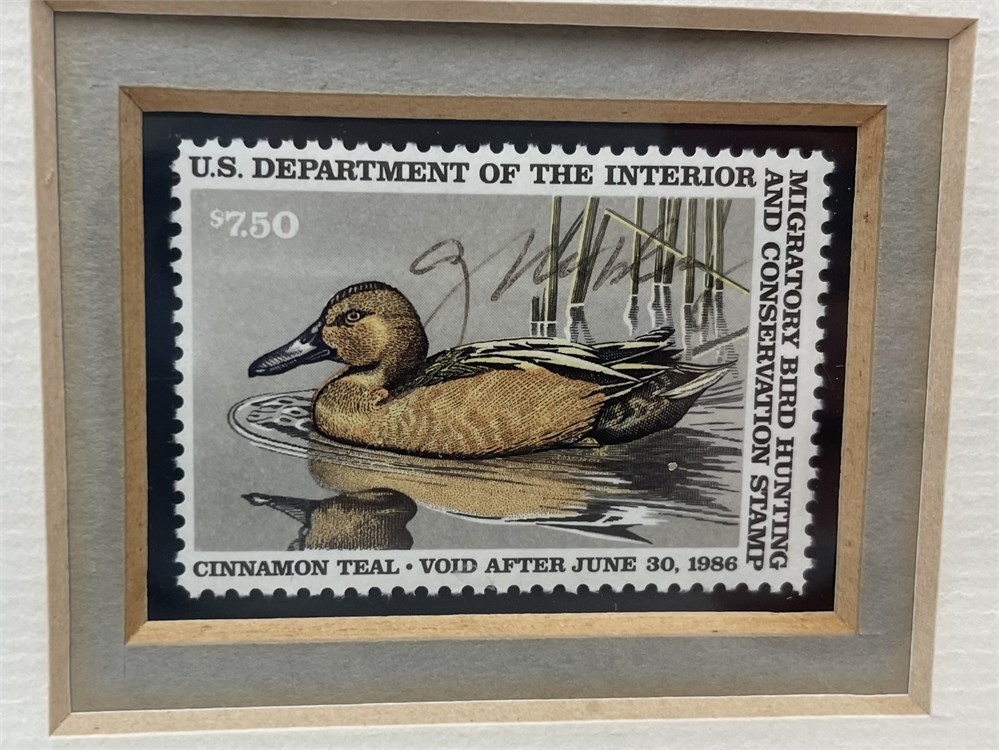 U.S. DEPARTMENT OF THE INTERIOR
$7.50
MIGRATORY BIRD HUNTING
AND CONSERVATION STAMP
CINNAMON TEAL • VOID AFTER JUNE 30, 1986